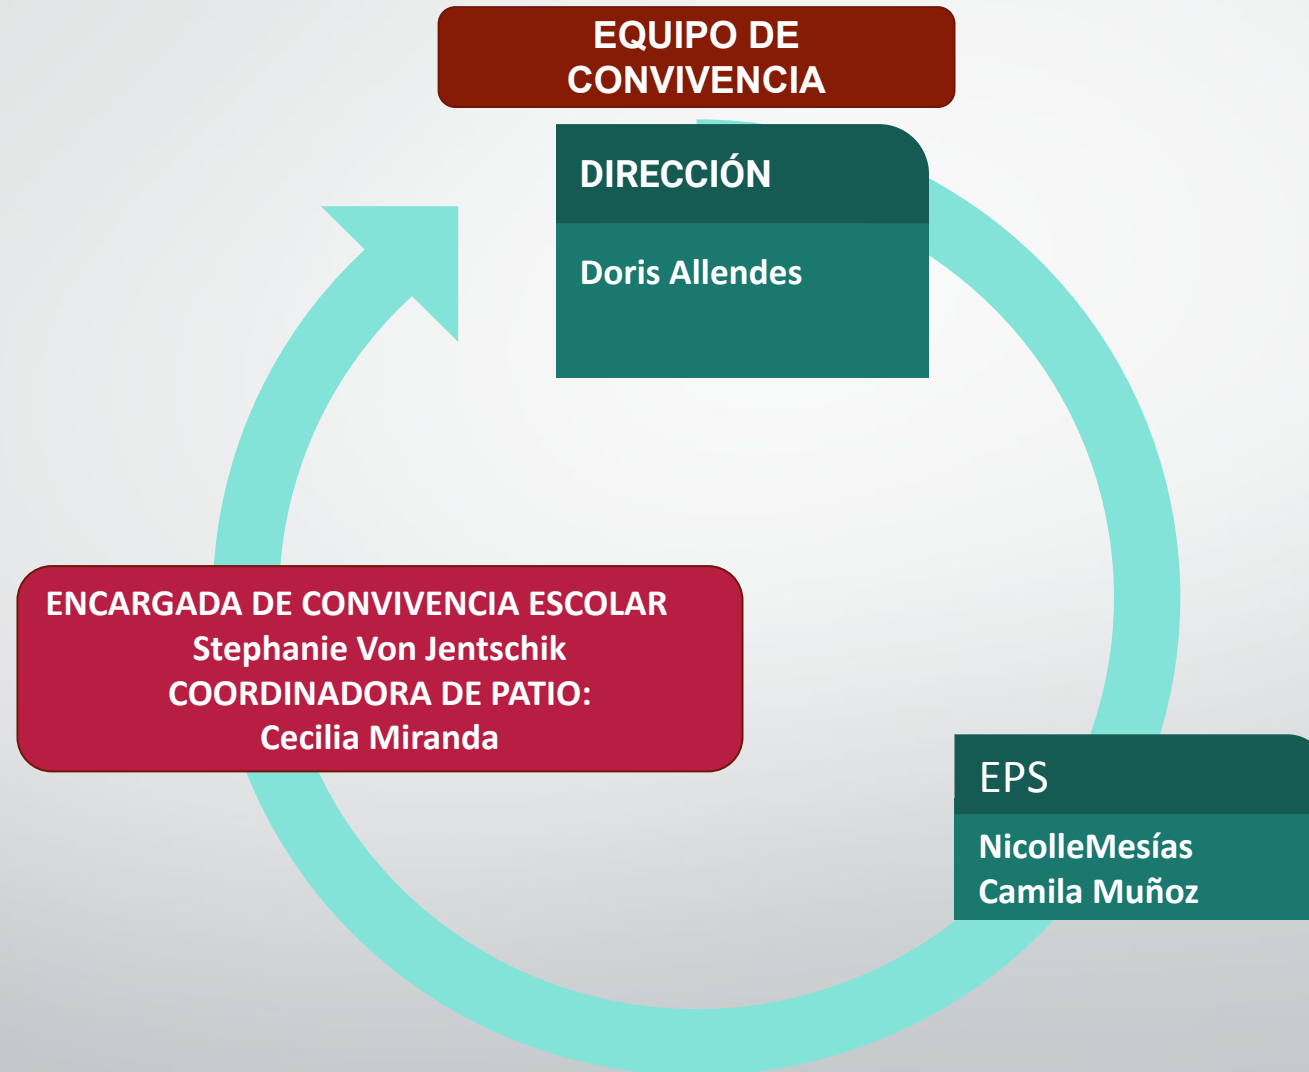 EQUIPO DE
CONVIVENCIA
DIRECCIÓN
Doris Allendes
ENCARGADA DE CONVIVENCIA ESCOLAR
Stephanie Von Jentschik
COORDINADORA DE PATIO:
Cecilia Miranda
EPS
NicolleMesías
Camila Muñoz